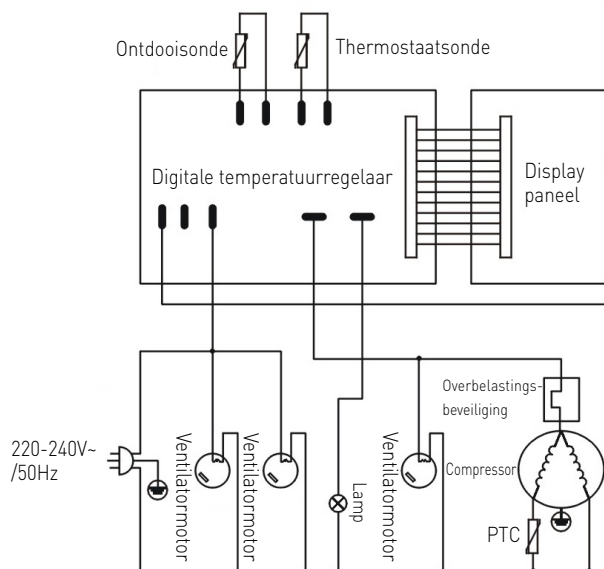 Ontdooisonde
Thermostaatsonde
Digitale temperatuurregelaar
Display
paneel
Overbelastings-
beveiliging
220-240V~
/50Hz
Ventilatormotor
Ventilatormotor
Lamp
Ventilatormotor
Compressor
PTC